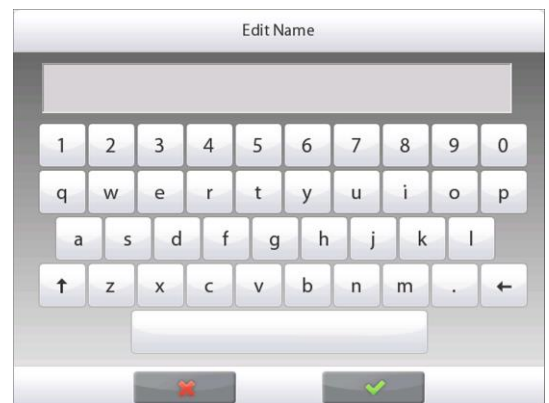 Edit Name
1 2 3 4 5 6 7 8 9 0
q w e r t y u i o p
a s d f g h j k l
↑ z x c v b n m . ←